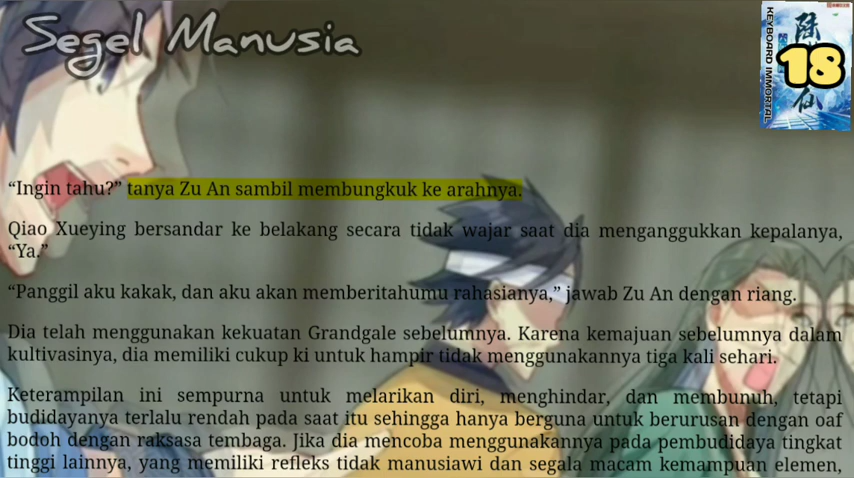 Segel Manusia
KEYBOARD IMMORTAL
18
“Ingin tahu?” tanya Zu An sambil membungkuk ke arahnya.
Qiao Xueying bersandar ke belakang secara tidak wajar saat dia menganggukkan kepalanya,
“Ya.”
“Panggil aku kakak, dan aku akan memberitahumu rahasianya,” jawab Zu An dengan riang.
Dia telah menggunakan kekuatan Grandgale sebelumnya. Karena kemajuan sebelumnya dalam
kultivasinya, dia memiliki cukup ki untuk hampir tidak menggunakannya tiga kali sehari.
Keterampilan ini sempurna untuk melarikan diri, menghindar, dan membunuh, tetapi
budidayanya terlalu rendah pada saat itu sehingga hanya berguna untuk berurusan dengan oaf
bodoh dengan raksasa tembaga. Jika dia mencoba menggunakannya pada pembudidaya tingkat
tinggi lainnya, yang memiliki refleks tidak manusiawi dan segala macam kemampuan elemen,